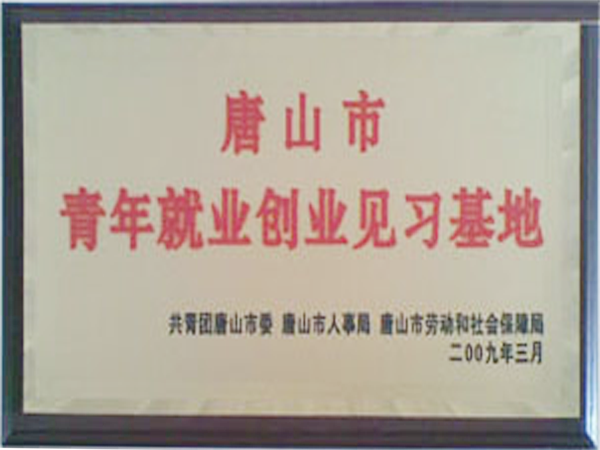 唐山市
青年就业创业见习基地
共青团唐山市委 唐山市人事局 唐山市劳动和社会保障局
二00九年三月